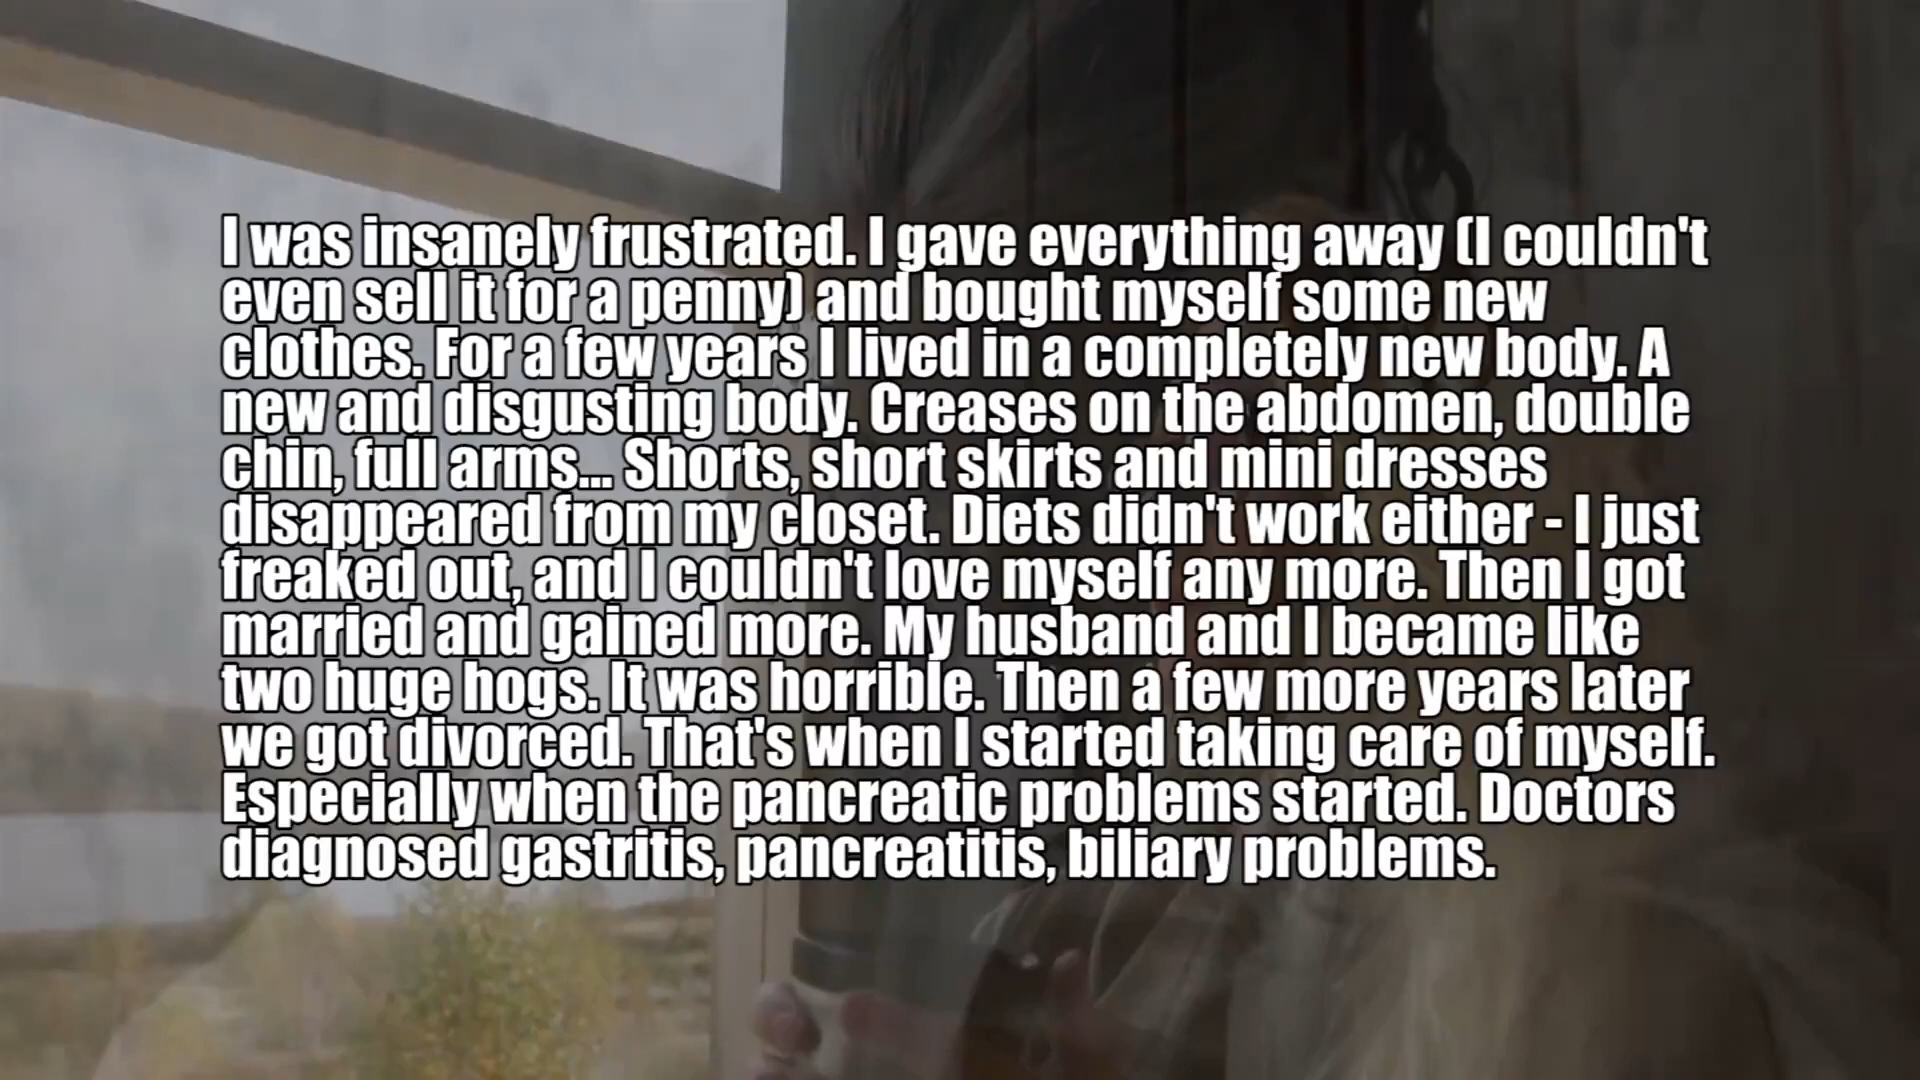 I was insanely frustrated. I gave everything away (I couldn't
even sell it for a penny) and bought myself some new
clothes. For a few years I lived in a completely new body. A
new and disgusting body. Creases on the abdomen, double
chin, full arms... Shorts, short skirts and mini dresses
disappeared from my closet. Diets didn't work either - I just
freaked out, and I couldn't love myself any more. Then I got
married and gained more. My husband and I became like
two huge hogs. It was horrible. Then a few more years later
we got divorced. That's when I started taking care of myself.
Especially when the pancreatic problems started. Doctors
diagnosed gastritis, pancreatitis, biliary problems.